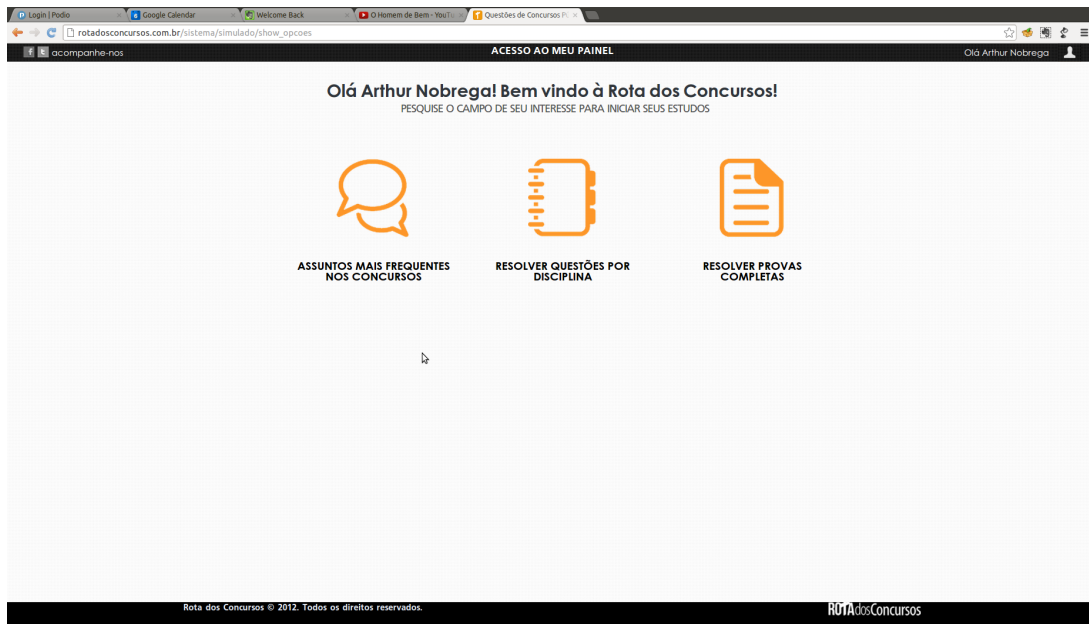 Login | Podio
Google Calendar
Welcome Back
O Homem de Bem - YouTu
Questões de Concursos Pú
rotadosconcursos.com.br/sistema/simulado/show_opcoes
f t acompanhe-nos
ACESSO AO MEU PAINEL
Olá Arthur Nobrega
Olá Arthur Nobrega! Bem vindo à Rota dos Concursos!
PESQUISE O CAMPO DE SEU INTERESSE PARA INICIAR SEUS ESTUDOS
ASSUNTOS MAIS FREQUENTES
NOS CONCURSOS
RESOLVER QUESTÕES POR
DISCIPLINA
RESOLVER PROVAS
COMPLETAS
Rota dos Concursos © 2012. Todos os direitos reservados.
ROTAdosConcursos